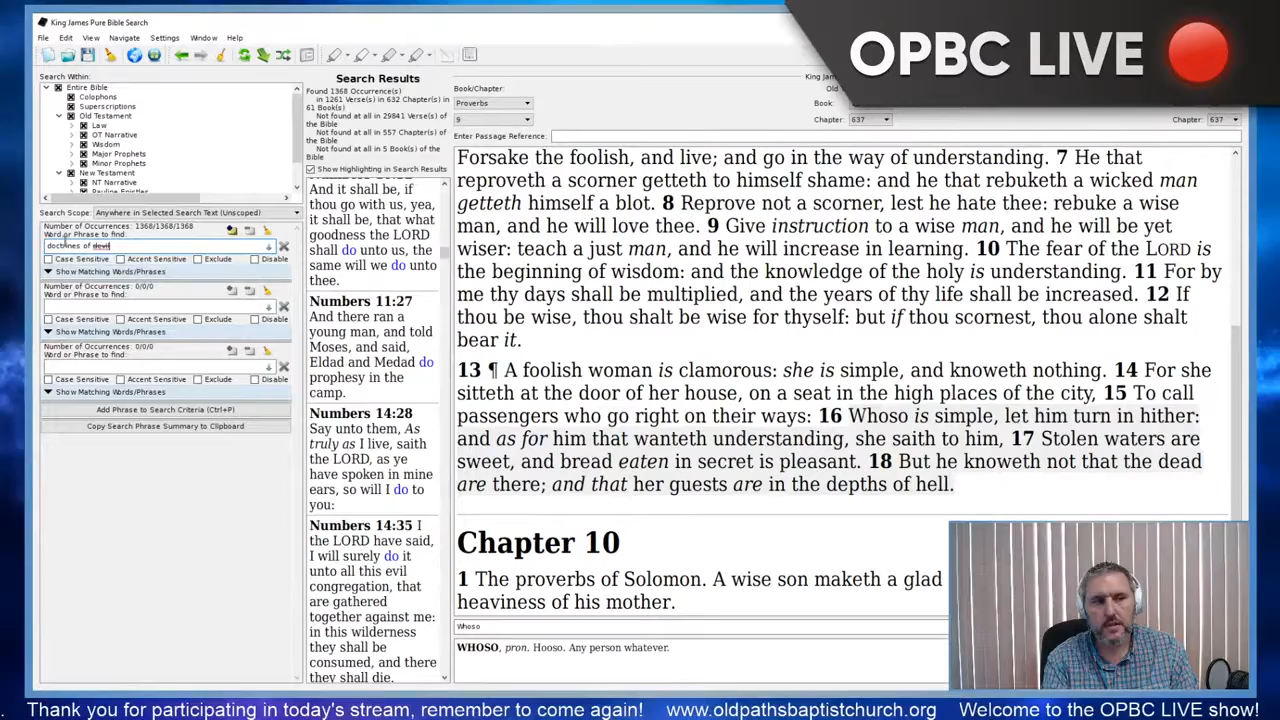 King James Pure Bible Search
OPBC LIVE
File Edit View Navigate Settings Window Help
Search Within:
Entire Bible
Colophons
Superscriptions
Old Testament
Law
OT Narrative
Wisdom
Major Prophets
Minor Prophets
New Testament
NT Narrative
Pauline Epistles
Search Scope: Anywhere in Selected Search Text (Unscoped)
Number of Occurrences: 1368/1368/1368
Word or Phrase to find:
doctrines of devil
Case Sensitive Accent Sensitive Exclude Disable
Show Matching Words/Phrases
Number of Occurrences: 0/0/0
Word or Phrase to find:
Case Sensitive Accent Sensitive Exclude Disable
Show Matching Words/Phrases
Number of Occurrences: 0/0/0
Word or Phrase to find:
Case Sensitive Accent Sensitive Exclude Disable
Show Matching Words/Phrases
Add Phrase to Search Criteria (Ctrl+P)
Copy Search Phrase Summary to Clipboard
Search Results
Found 1368 Occurrence(s)
in 1261 Verse(s) in 632 Chapter(s) in
61 Book(s)
Not found at all in 29841 Verse(s) of
the Bible
Not found at all in 557 Chapter(s) of
the Bible
Not found at all in 5 Book(s) of the
Bible
Show Highlighting in Search Results
And it shall be, if
thou go with us, yea,
it shall be, that what
goodness the LORD
shall do unto us, the
same will we do unto
thee.
Numbers 11:27
And there ran a
young man, and told
Moses, and said,
Eldad and Medad do
prophesy in the
camp.
Numbers 14:28
Say unto them, As
truly as I live, saith
the LORD, as ye
have spoken in mine
ears, so will I do to
you:
Numbers 14:35 I
the LORD have said,
I will surely do it
unto all this evil
congregation, that
are gathered
together against me:
in this wilderness
they shall be
consumed, and there
they shall die.
King Jam
Book/Chapter:
Old T
Proverbs
Book:
9
Chapter: 637
Chapter: 637
Enter Passage Reference:
Forsake the foolish, and live; and go in the way of understanding. 7 He that
reproveth a scorner getteth to himself shame: and he that rebuketh a wicked man
getteth himself a blot. 8 Reprove not a scorner, lest he hate thee: rebuke a wise
man, and he will love thee. 9 Give instruction to a wise man, and he will be yet
wiser: teach a just man, and he will increase in learning. 10 The fear of the LORD is
the beginning of wisdom: and the knowledge of the holy is understanding. 11 For by
me thy days shall be multiplied, and the years of thy life shall be increased. 12 If
thou be wise, thou shalt be wise for thyself: but if thou scornest, thou alone shalt
bear it.
13 ¶ A foolish woman is clamorous: she is simple, and knoweth nothing. 14 For she
sitteth at the door of her house, on a seat in the high places of the city, 15 To call
passengers who go right on their ways: 16 Whoso is simple, let him turn in hither:
and as for him that wanteth understanding, she saith to him, 17 Stolen waters are
sweet, and bread eaten in secret is pleasant. 18 But he knoweth not that the dead
are there; and that her guests are in the depths of hell.
Chapter 10
1 The proverbs of Solomon. A wise son maketh a glad
heaviness of his mother.
Whoso
WHOSO, pron. Hooso. Any person whatever.
. Thank you for participating in today's stream, remember to come again! www.oldpathsbaptistchurch.org Welcome to the OPBC LIVE show!